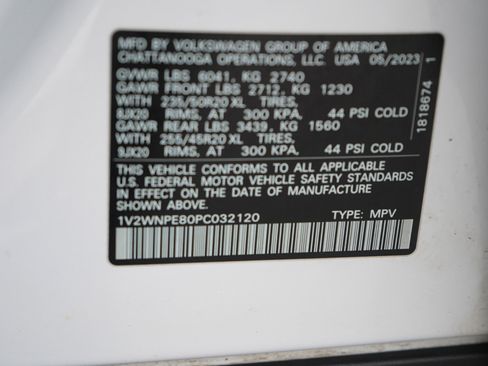 MFD BY VOLKSWAGEN GROUP OF AMERICA
CHATTANOOGA OPERATIONS, LLC. USA 05/2023
GVWR LBS 6041, KG 2740
GAWR FRONT LBS 2712, KG 1230
WITH 235/50R20 XL TIRES,
8JX20 RIMS, AT 300 KPA, 44 PSI COLD
GAWR REAR LBS 3439, KG 1560
WITH 255/45R20 XL TIRES,
9JX20 RIMS, AT 300 KPA, 44 PSI COLD
THIS VEHICLE CONFORMS TO ALL APPLICABLE
U.S. FEDERAL MOTOR VEHICLE SAFETY STANDARDS
IN EFFECT ON THE DATE OF MANUFACTURE
SHOWN ABOVE.
1V2WNPE80PC032120 TYPE: MPV
1818674 1